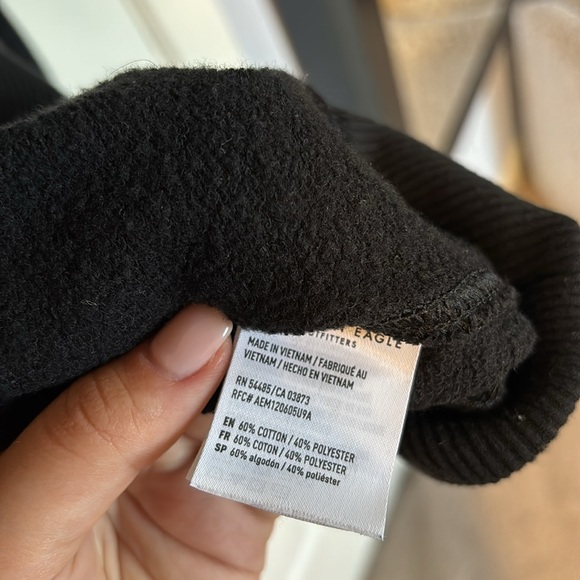 EAGLE
OUTFITTERS
MADE IN VIETNAM / FABRIQUÉ AU
VIETNAM / HECHO EN VIETNAM
RN 54485/CA 03873
RFC# AEM120605U9A
EN 60% COTTON / 40% POLYESTER
FR 60% COTON / 40% POLYESTER
SP 60% algodón / 40% poliéster